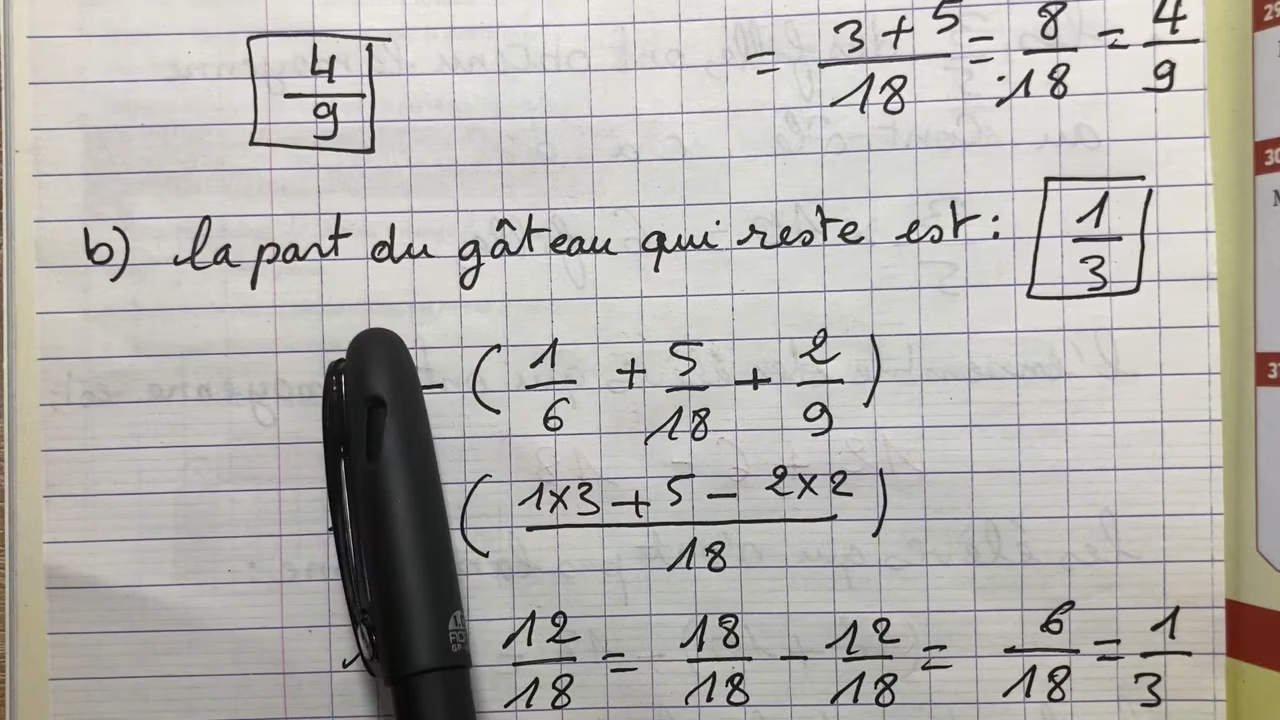 = 3+5/18 = 8/18 = 4/9
4/9
b) la part du gâteau qui reste est : 1/3
- ( 1/6 + 5/18 + 2/9 )
( 1×3 + 5 - 2×2 / 18 )
12/18 = 18/18 - 12/18 = 6/18 = 1/3
29
30